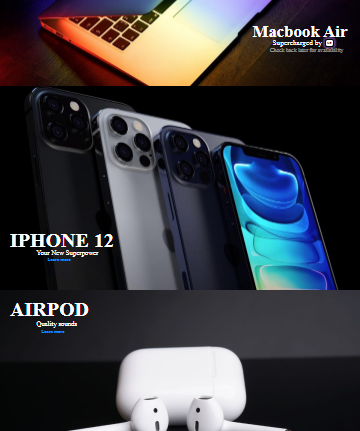 Macbook Air
Supercharged by
Check back later for availability
IPHONE 12
Your New Superpower
Learn more
AIRPOD
Quality sounds
Learn more